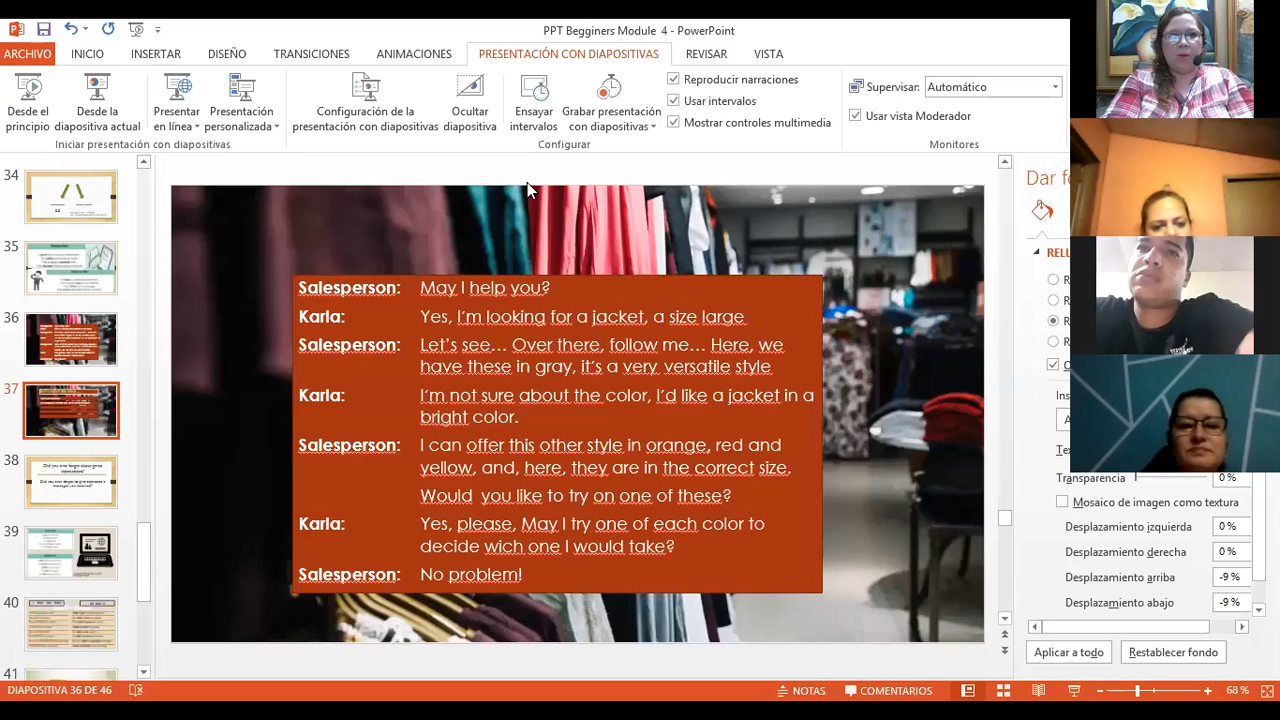 PPT Begginers Module 4 - PowerPoint
ARCHIVO INICIO INSERTAR DISEÑO TRANSICIONES ANIMACIONES PRESENTACIÓN CON DIAPOSITIVAS REVISAR VISTA
Desde el principio
Desde la diapositiva actual
Presentar en línea
Presentación personalizada
Iniciar presentación con diapositivas
Configuración de la presentación con diapositivas
Ocultar diapositiva
Ensayar intervalos
Grabar presentación con diapositivas
Reproducir narraciones
Usar intervalos
Mostrar controles multimedia
Configurar
Supervisar: Automático
Usar vista Moderador
Monitores
34
35
36
37
38
39
40
41
Salesperson: May I help you?
Karla: Yes, I'm looking for a jacket, a size large
Salesperson: Let's see... Over there, follow me... Here, we
have these in gray, it's a very versatile style
Karla: I'm not sure about the color, I'd like a jacket in a
bright color.
Salesperson: I can offer this other style in orange, red and
yellow, and, here, they are in the correct size.
Would you like to try on one of these?
Karla: Yes, please, May I try one of each color to
decide wich one I would take?
Salesperson: No problem!
Dar
Transparencia 0%
Mosaico de imagen como textura
Desplazamiento izquierda 0%
Desplazamiento derecha 0%
Desplazamiento arriba -9%
Desplazamiento abajo -9%
Aplicar a todo Restablecer fondo
DIAPOSITIVA 36 DE 46 NOTAS COMENTARIOS 68%